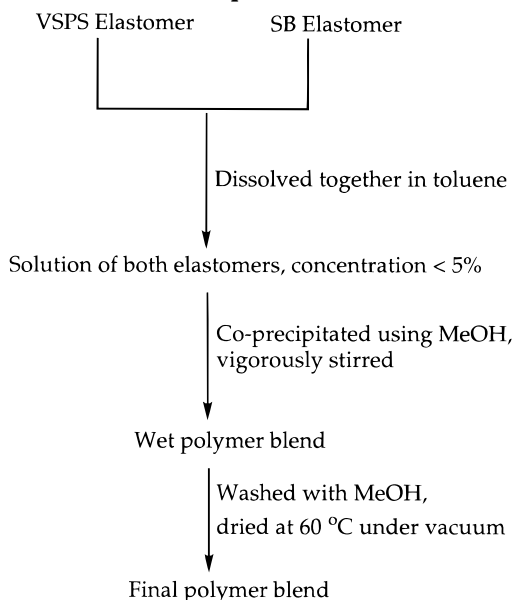 VSPS Elastomer SB Elastomer
Dissolved together in toluene
Solution of both elastomers, concentration < 5%
Co-precipitated using MeOH,
vigorously stirred
Wet polymer blend
Washed with MeOH,
dried at 60 °C under vacuum
Final polymer blend